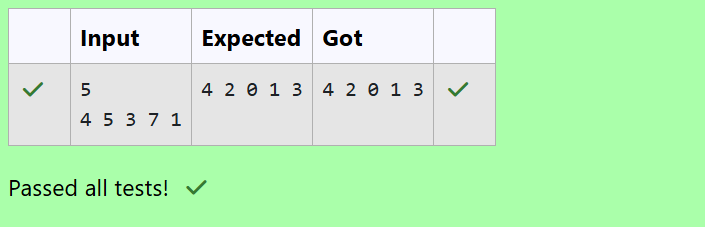 Input Expected Got
5 4 2 0 1 3 4 2 0 1 3
4 5 3 7 1
Passed all tests!